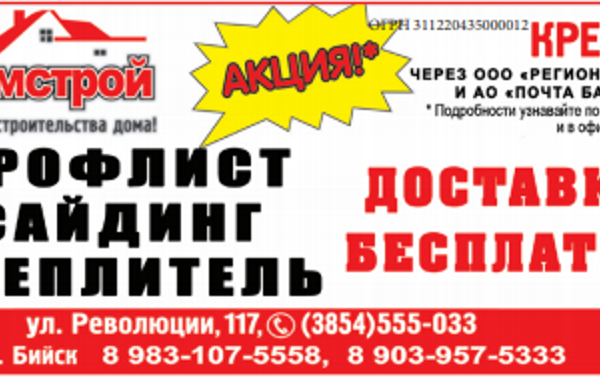 ОГРН 311220435000012
мстрой
строительства дома!
АКЦИЯ!*
КРЕ
ЧЕРЕЗ ООО «РЕГИОН
И АО «ПОЧТА БА
* Подробности узнавайте по
и в офи
РОФЛИСТ
САЙДИНГ
ЕПЛИТЕЛЬ
ДОСТАВК
БЕСПЛАТ
ул. Революции, 117, (3854)555-033
. Бийск 8 983-107-5558, 8 903-957-5333